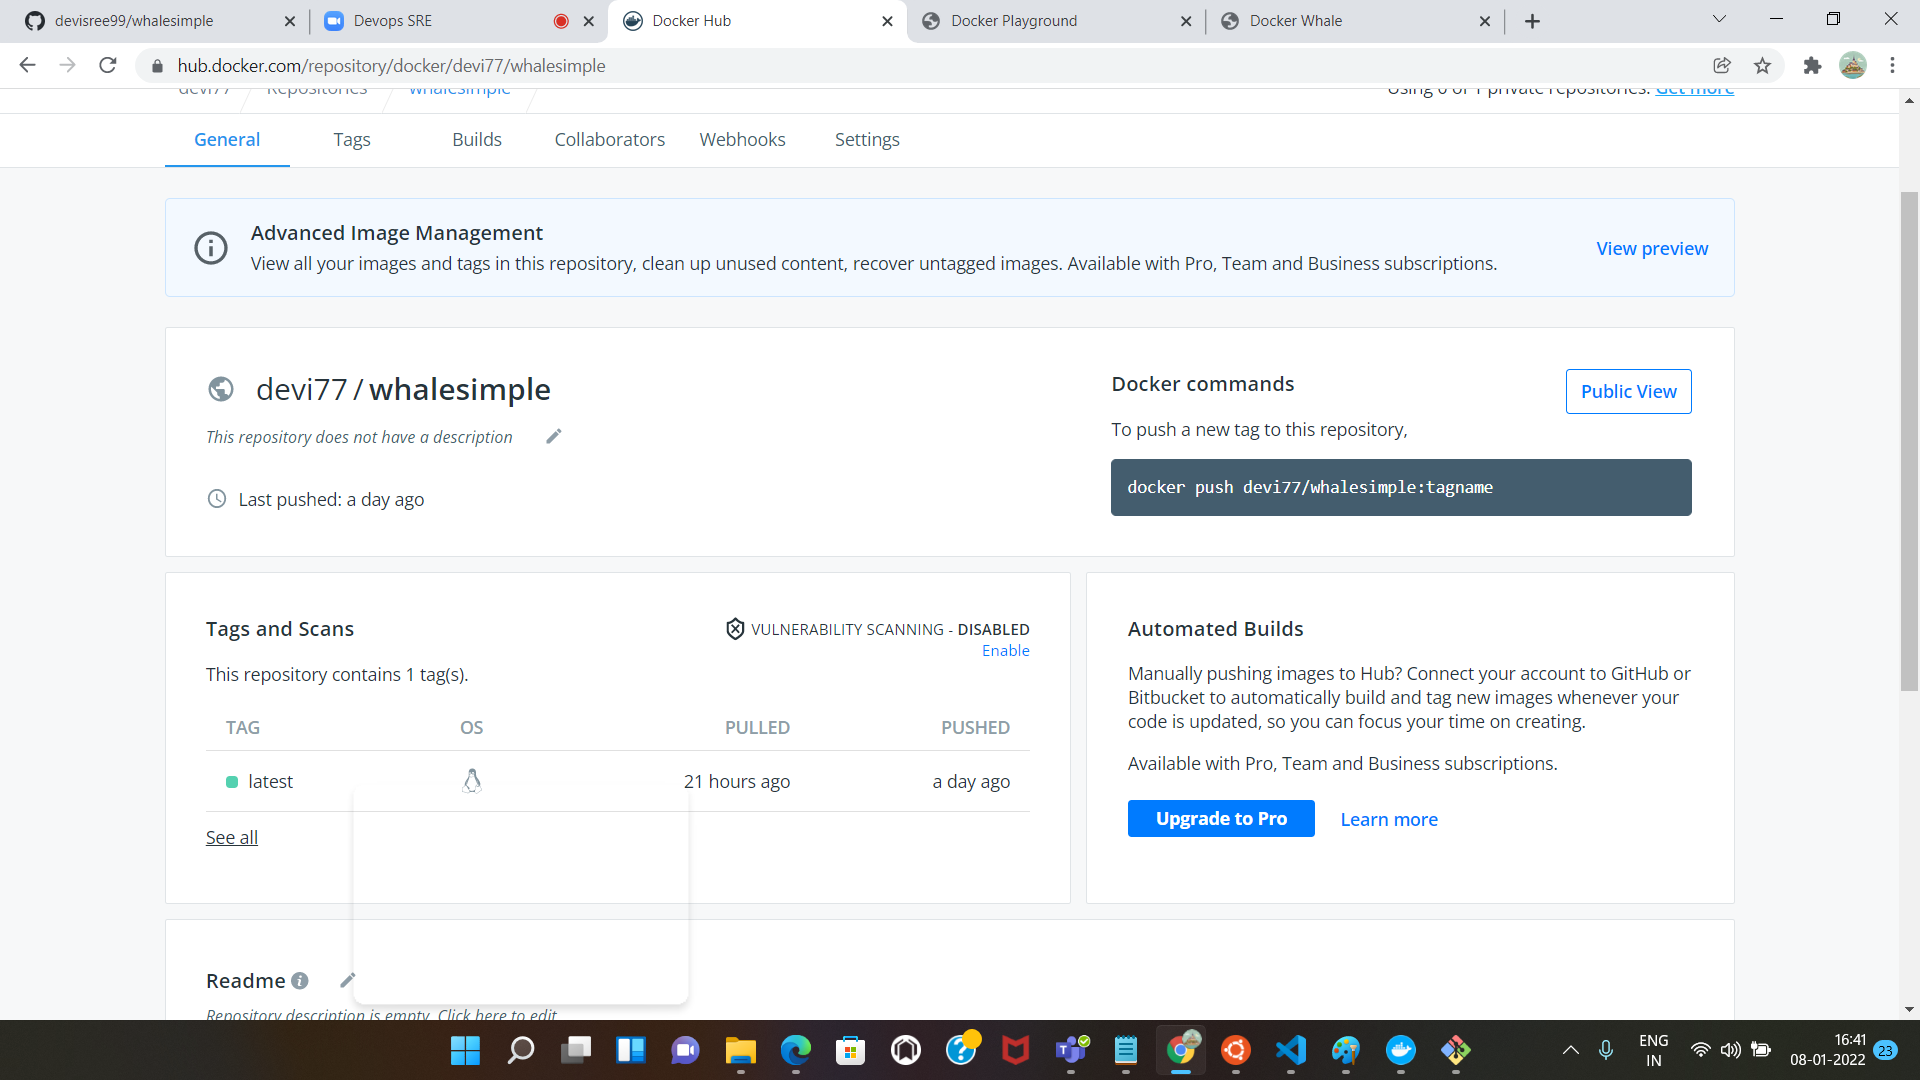 devisree99/whalesimple
Devops SRE
Docker Hub
Docker Playground
Docker Whale
hub.docker.com/repository/docker/devi77/whalesimple
devi77 Repositories whalesimple Using 0 of 1 private repositories. Get more
General Tags Builds Collaborators Webhooks Settings
Advanced Image Management
View all your images and tags in this repository, clean up unused content, recover untagged images. Available with Pro, Team and Business subscriptions.
View preview
devi77 / whalesimple
This repository does not have a description
Last pushed: a day ago
Docker commands
Public View
To push a new tag to this repository,
docker push devi77/whalesimple:tagname
Tags and Scans
VULNERABILITY SCANNING - DISABLED
Enable
This repository contains 1 tag(s).
TAG OS PULLED PUSHED
latest 21 hours ago a day ago
See all
Automated Builds
Manually pushing images to Hub? Connect your account to GitHub or
Bitbucket to automatically build and tag new images whenever your
code is updated, so you can focus your time on creating.
Available with Pro, Team and Business subscriptions.
Upgrade to Pro Learn more
Readme
Repository description is empty. Click here to edit.
ENG
IN
16:41
08-01-2022
23